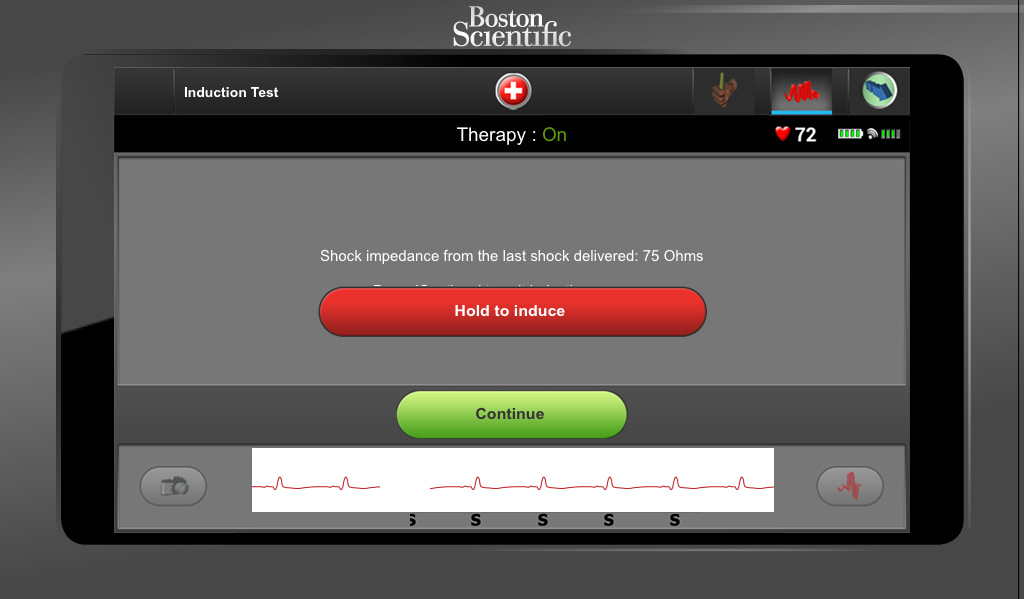 Boston
Scientific
Induction Test
Therapy : On
72
Shock impedance from the last shock delivered: 75 Ohms
Hold to induce
Continue
S S S S S